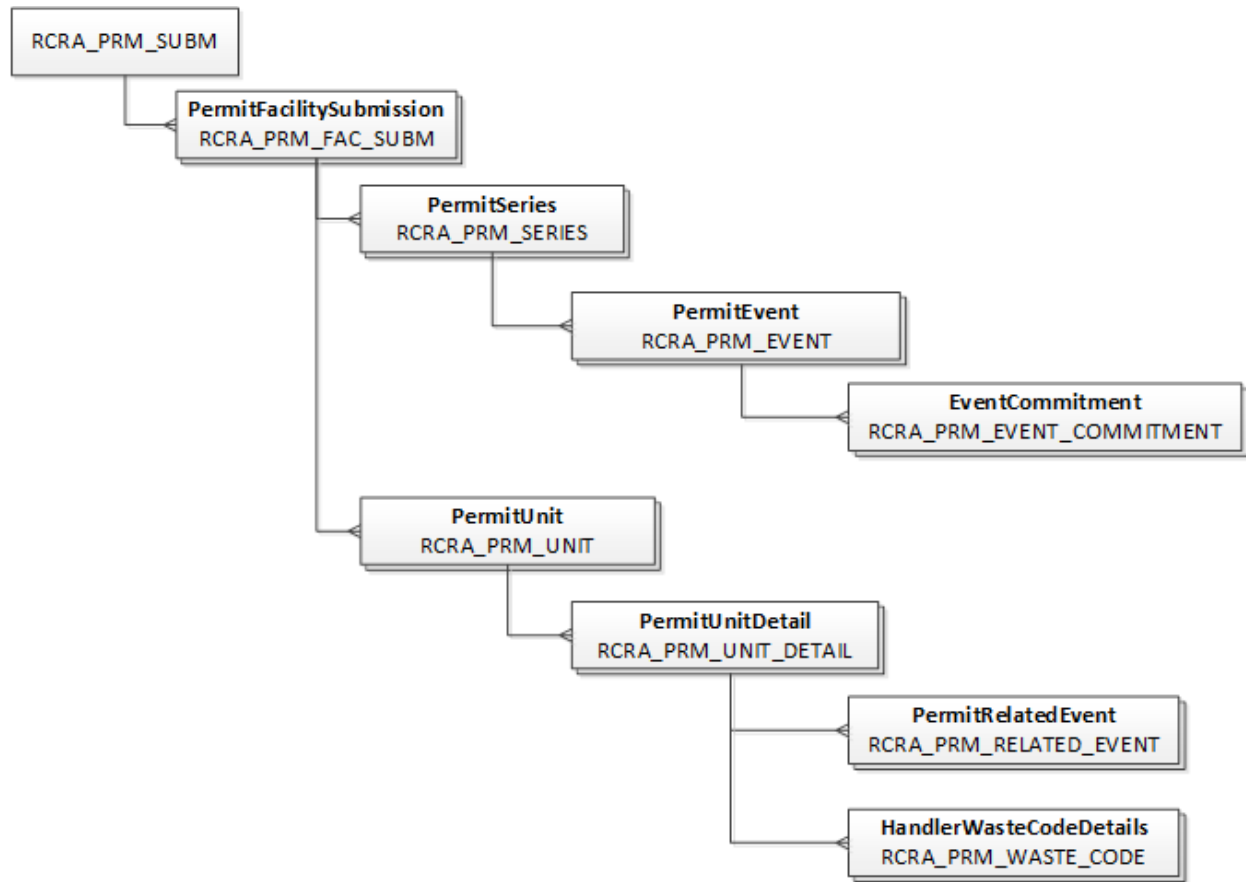 RCRA_PRM_SUBM
PermitFacilitySubmission
RCRA_PRM_FAC_SUBM
PermitSeries
RCRA_PRM_SERIES
PermitEvent
RCRA_PRM_EVENT
EventCommitment
RCRA_PRM_EVENT_COMMITMENT
PermitUnit
RCRA_PRM_UNIT
PermitUnitDetail
RCRA_PRM_UNIT_DETAIL
PermitRelatedEvent
RCRA_PRM_RELATED_EVENT
HandlerWasteCodeDetails
RCRA_PRM_WASTE_CODE